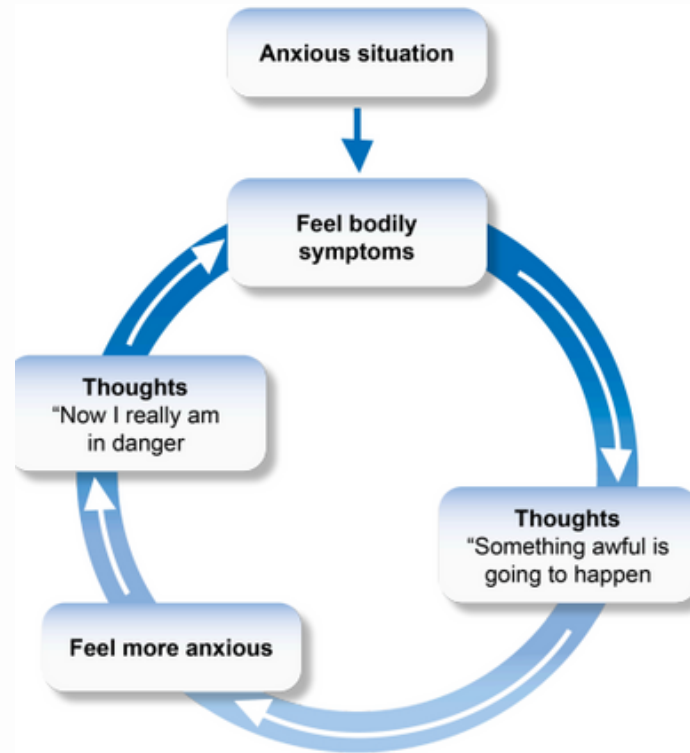 Anxious situation
Feel bodily
symptoms
Thoughts
“Something awful is
going to happen
Feel more anxious
Thoughts
“Now I really am
in danger